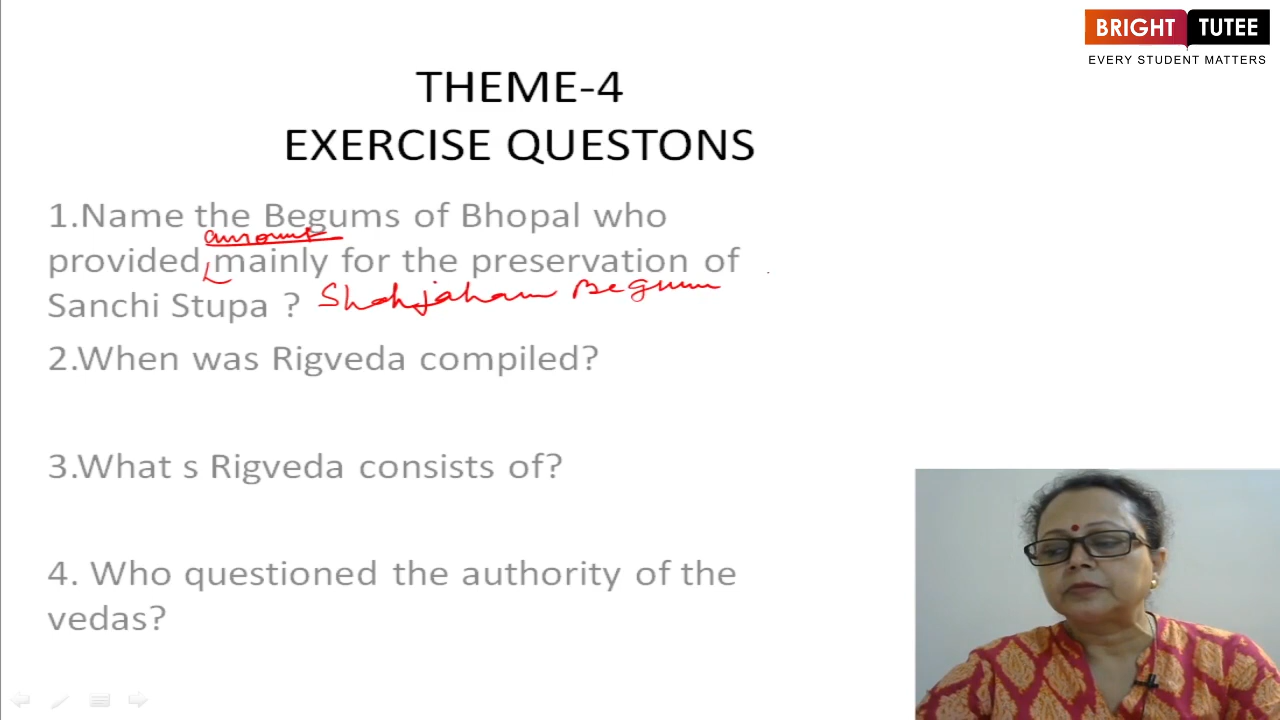 BRIGHT TUTEE
EVERY STUDENT MATTERS
THEME-4
EXERCISE QUESTONS
1.Name the Begums of Bhopal who
amount
provided mainly for the preservation of
Sanchi Stupa ? Shahjahan Begum
2.When was Rigveda compiled?
3.What s Rigveda consists of?
4. Who questioned the authority of the
vedas?